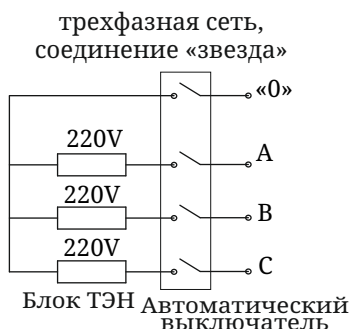 трехфазная сеть,
соединение «звезда»
«0»
220V
A
220V
B
220V
C
Блок ТЭН
Автоматический
выключатель